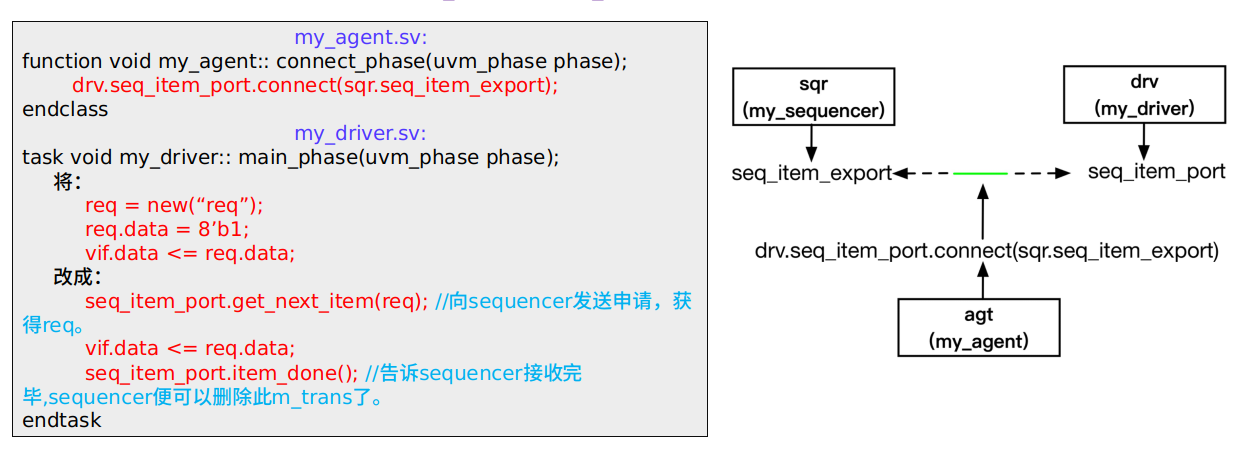 my_agent.sv:
function void my_agent:: connect_phase(uvm_phase phase);
drv.seq_item_port.connect(sqr.seq_item_export);
endclass
my_driver.sv:
task void my_driver:: main_phase(uvm_phase phase);
将：
req = new(“req”);
req.data = 8’b1;
vif.data <= req.data;
改成：
seq_item_port.get_next_item(req); //向sequencer发送申请，获
得req。
vif.data <= req.data;
seq_item_port.item_done(); //告诉sequencer接收完
毕,sequencer便可以删除此m_trans了。
endtask
sqr
(my_sequencer)
drv
(my_driver)
seq_item_export
seq_item_port
drv.seq_item_port.connect(sqr.seq_item_export)
agt
(my_agent)